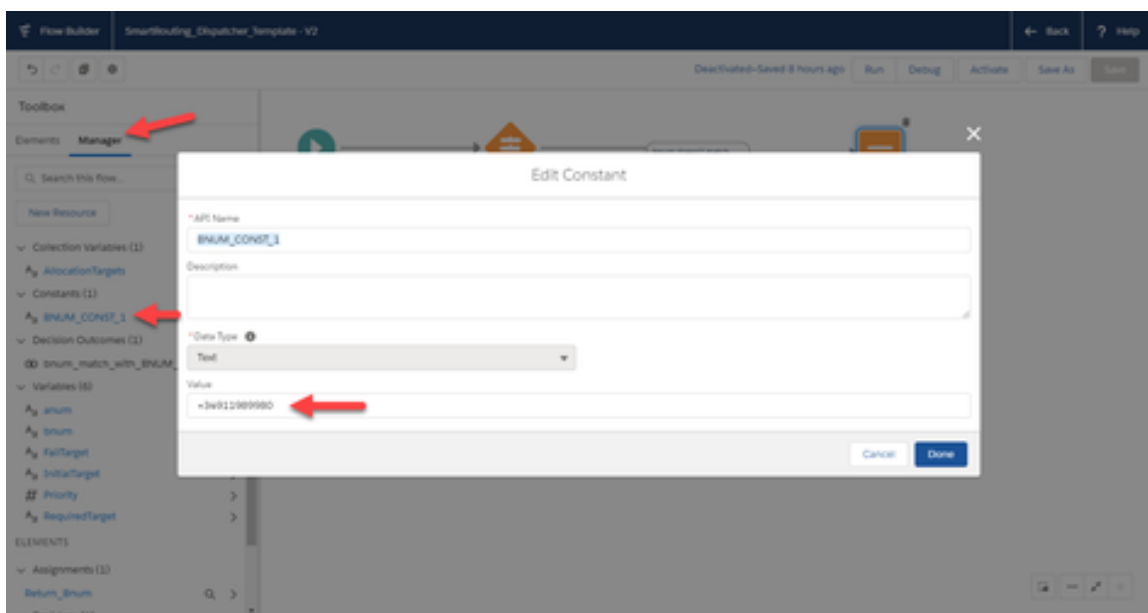 Flow Builder
SmartRouting_Dispatcher_Template - V2
Back
? Help
Deactivated—Saved 8 hours ago
Run
Debug
Activate
Save As
Save
Toolbox
Elements
Manager
Search this flow...
New Resource
Edit Constant
* API Name
BNUM_CONST_1
Description
* Data Type
Text
Value
Cancel
Done
Collection Variables (1)
AllocationTargets
Constants (1)
BNUM_CONST_1
Decision Outcomes (1)
bnum_match_with_BNUM_
Variables (6)
anum
bnum
FailTarget
InitialTarget
Priority
RequiredTarget
ELEMENTS
Assignments (1)
Return_Bnum